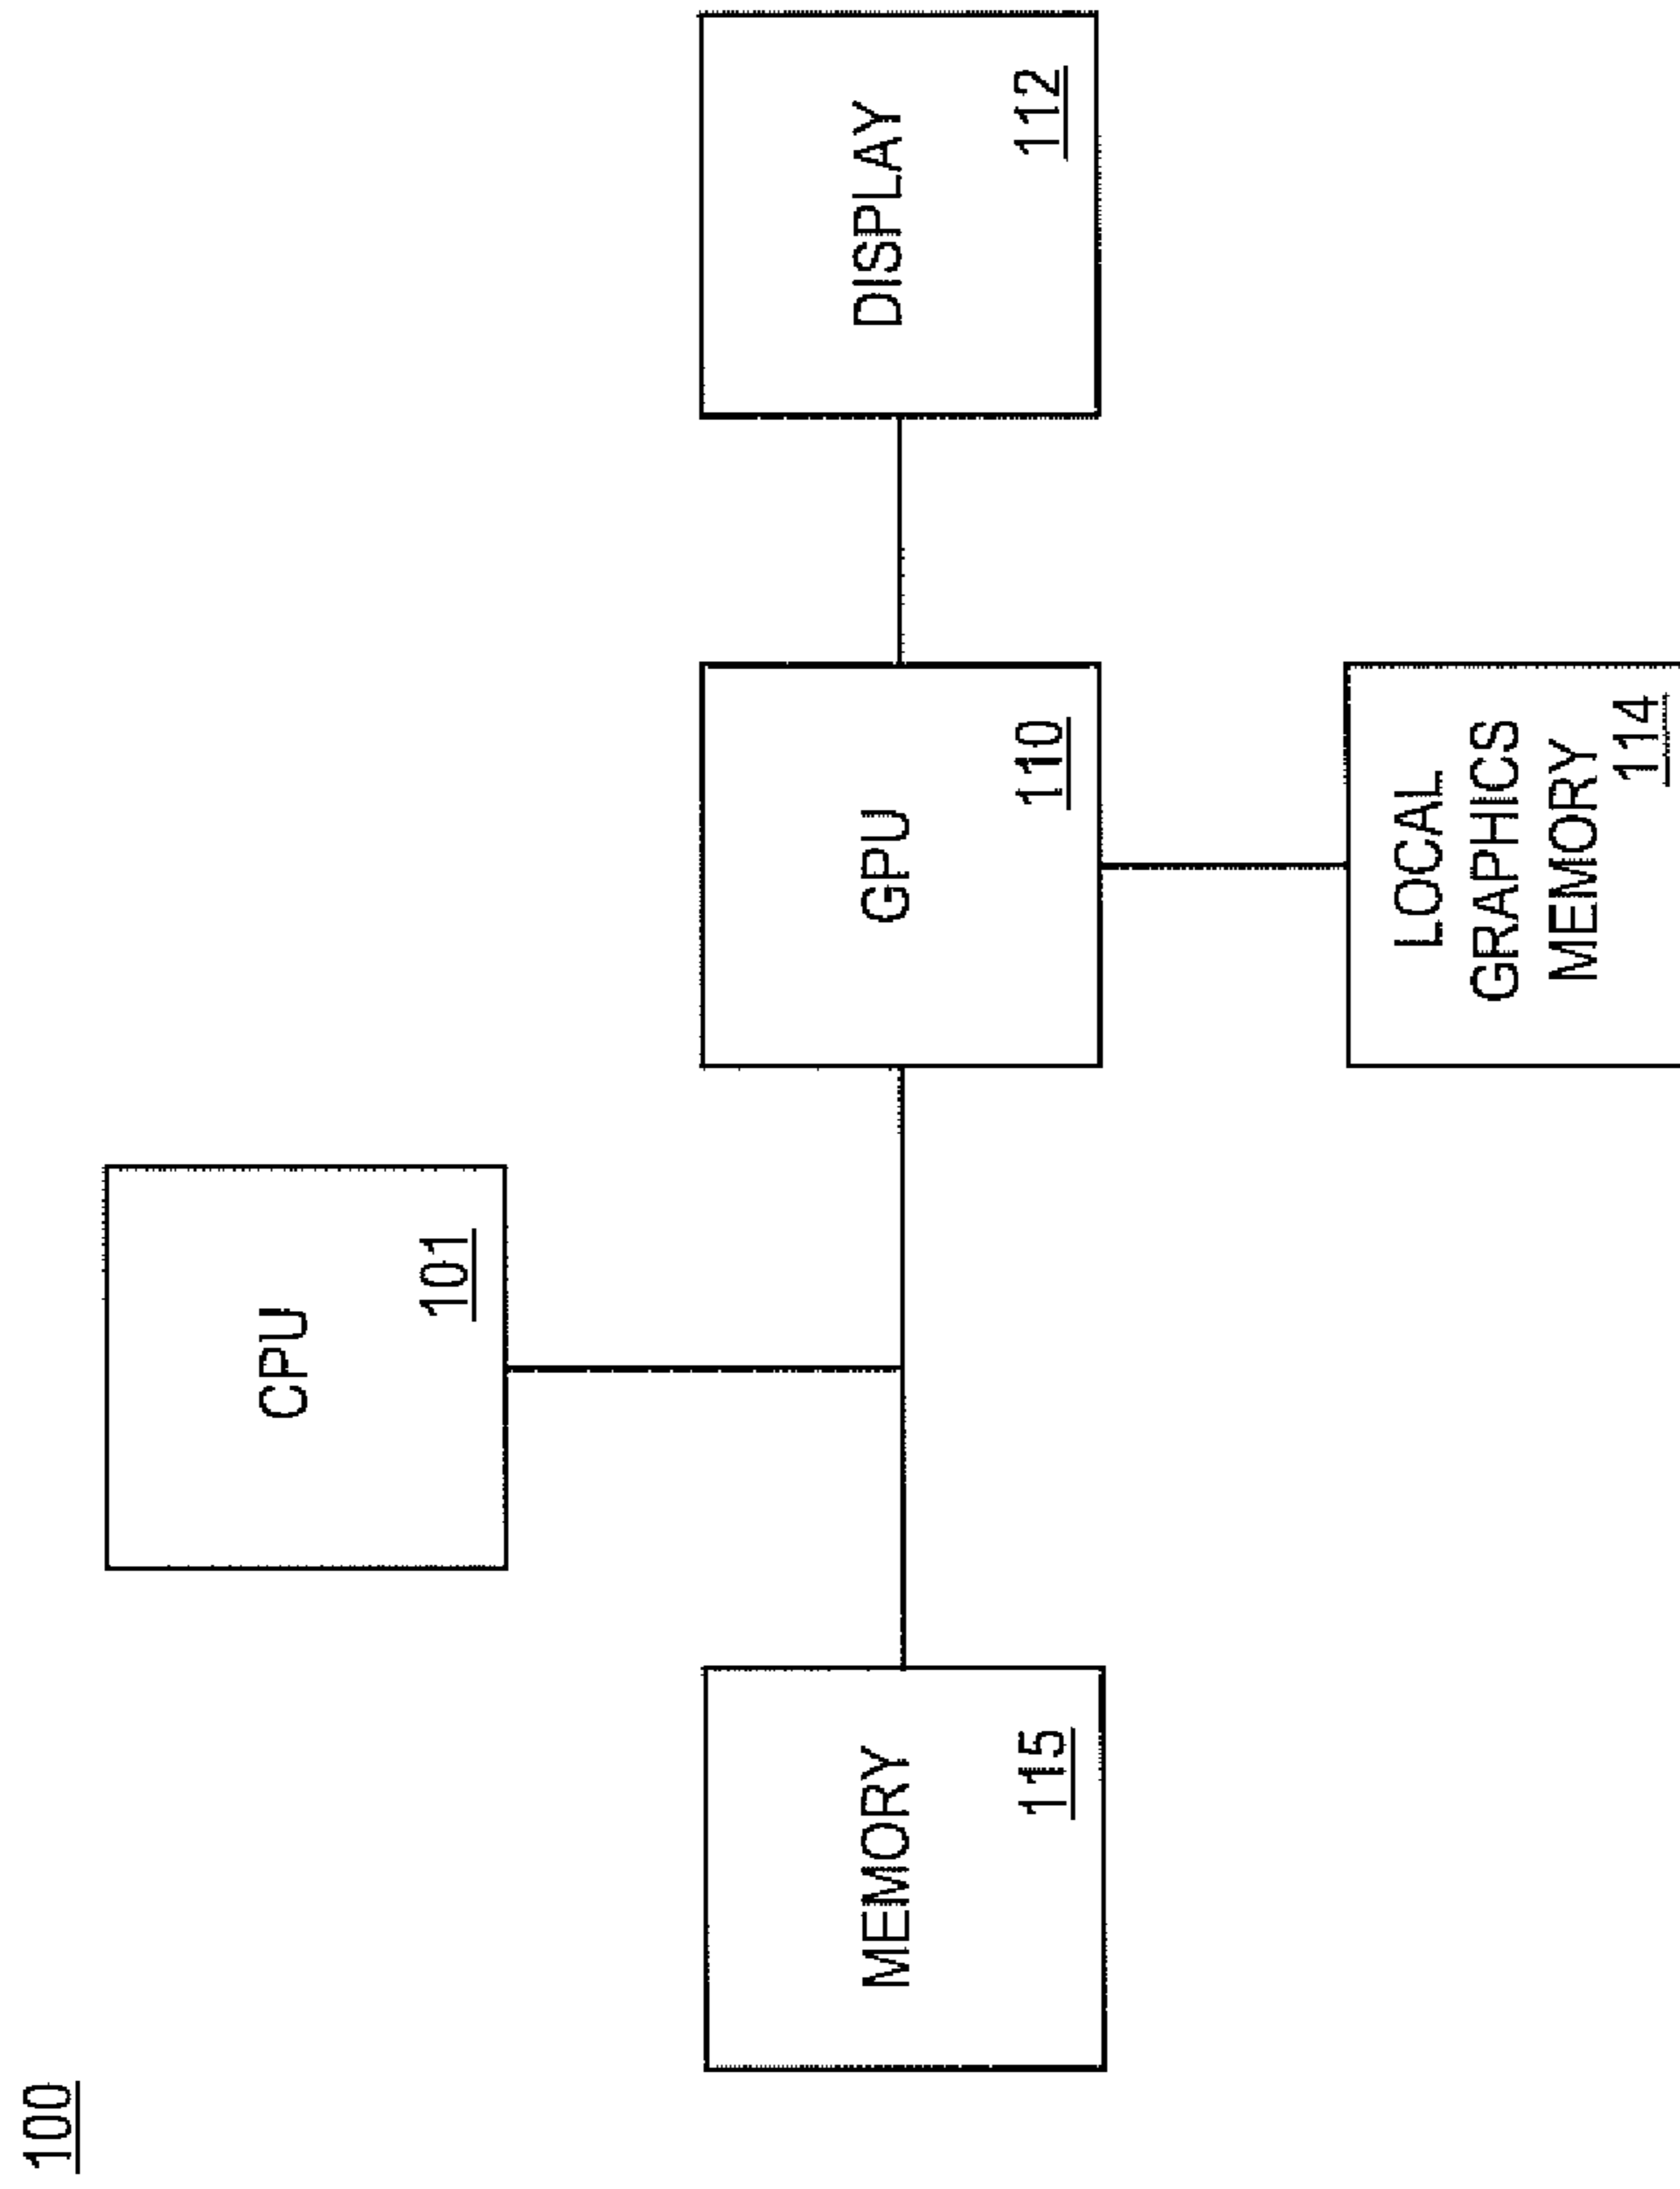 100
CPU
101
MEMORY
115
GPU
110
DISPLAY
112
LOCAL
GRAPHICS
MEMORY
114